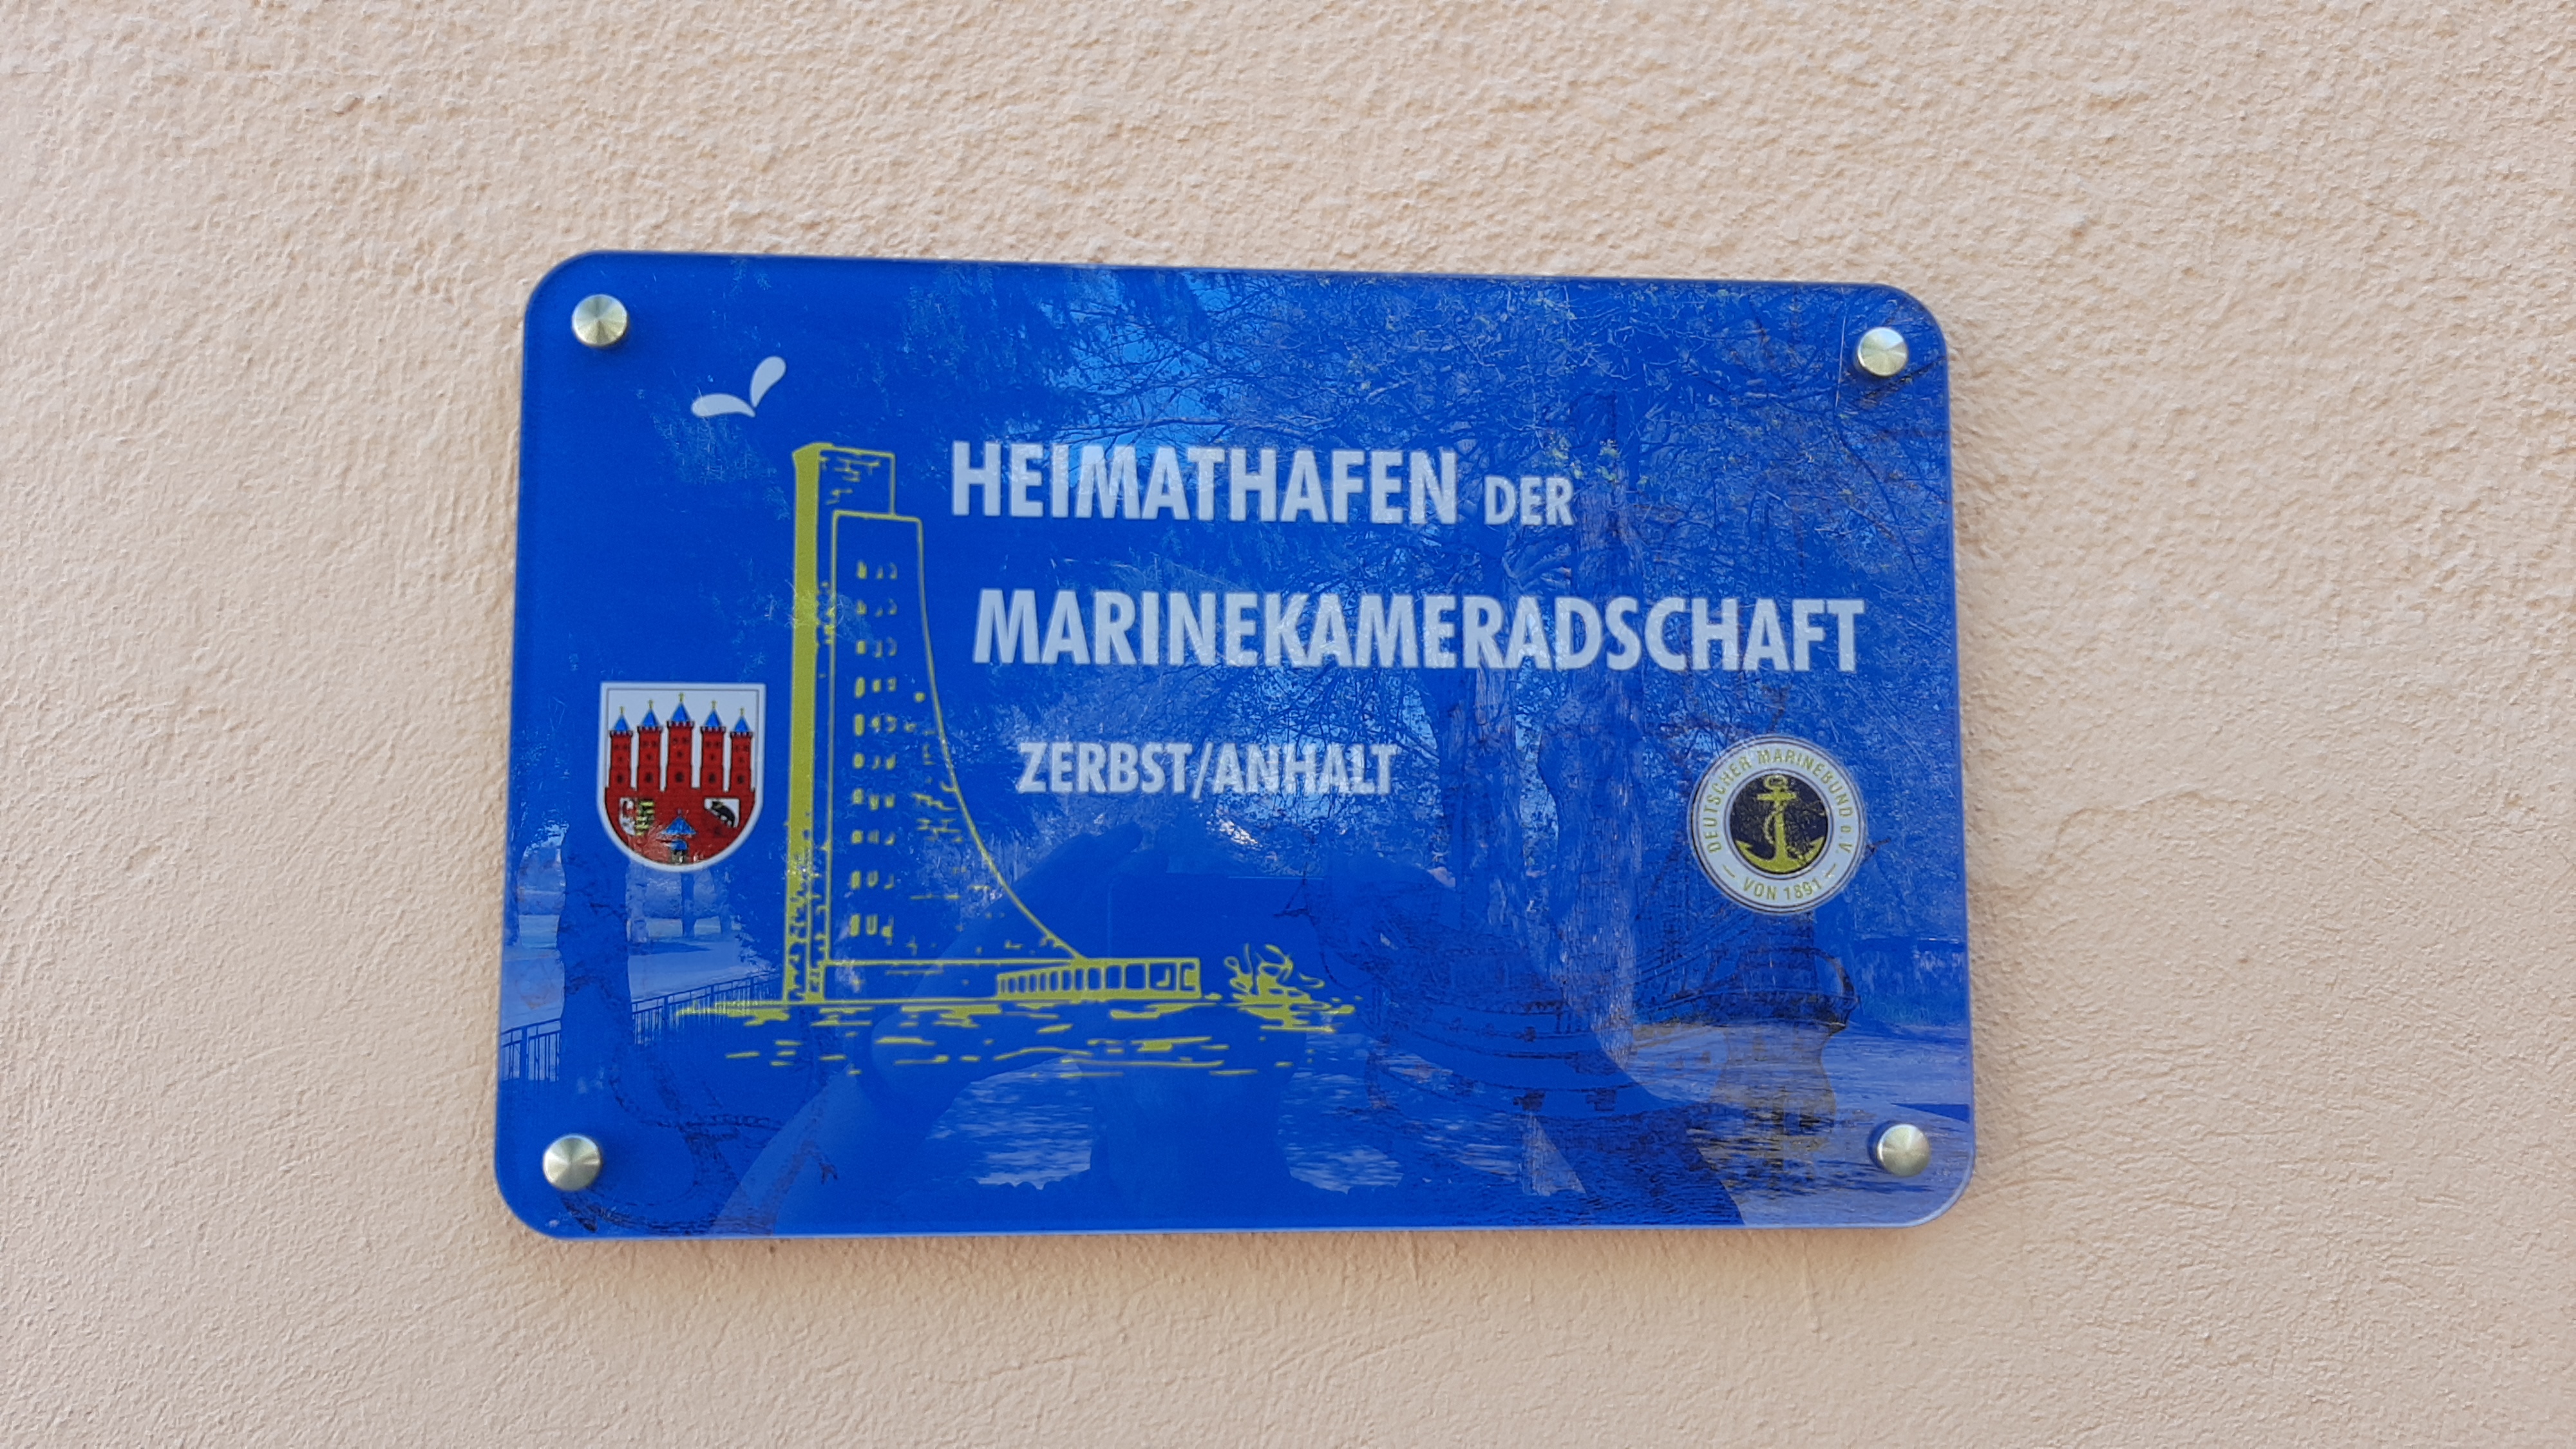 HEIMATHAFEN DER
MARINEKAMERADSCHAFT
ZERBST/ANHALT
DEUTSCHER MARINEBUND e.V.
— VON 1891 —